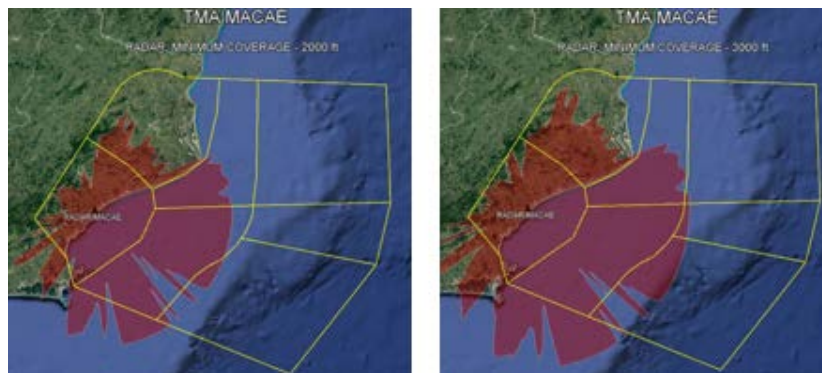 TMA MACAE
RADAR MINIMUM COVERAGE - 2000 ft
RADAR MACAE
TMA MACAE
RADAR MINIMUM COVERAGE - 3000 ft
RADAR MACAE